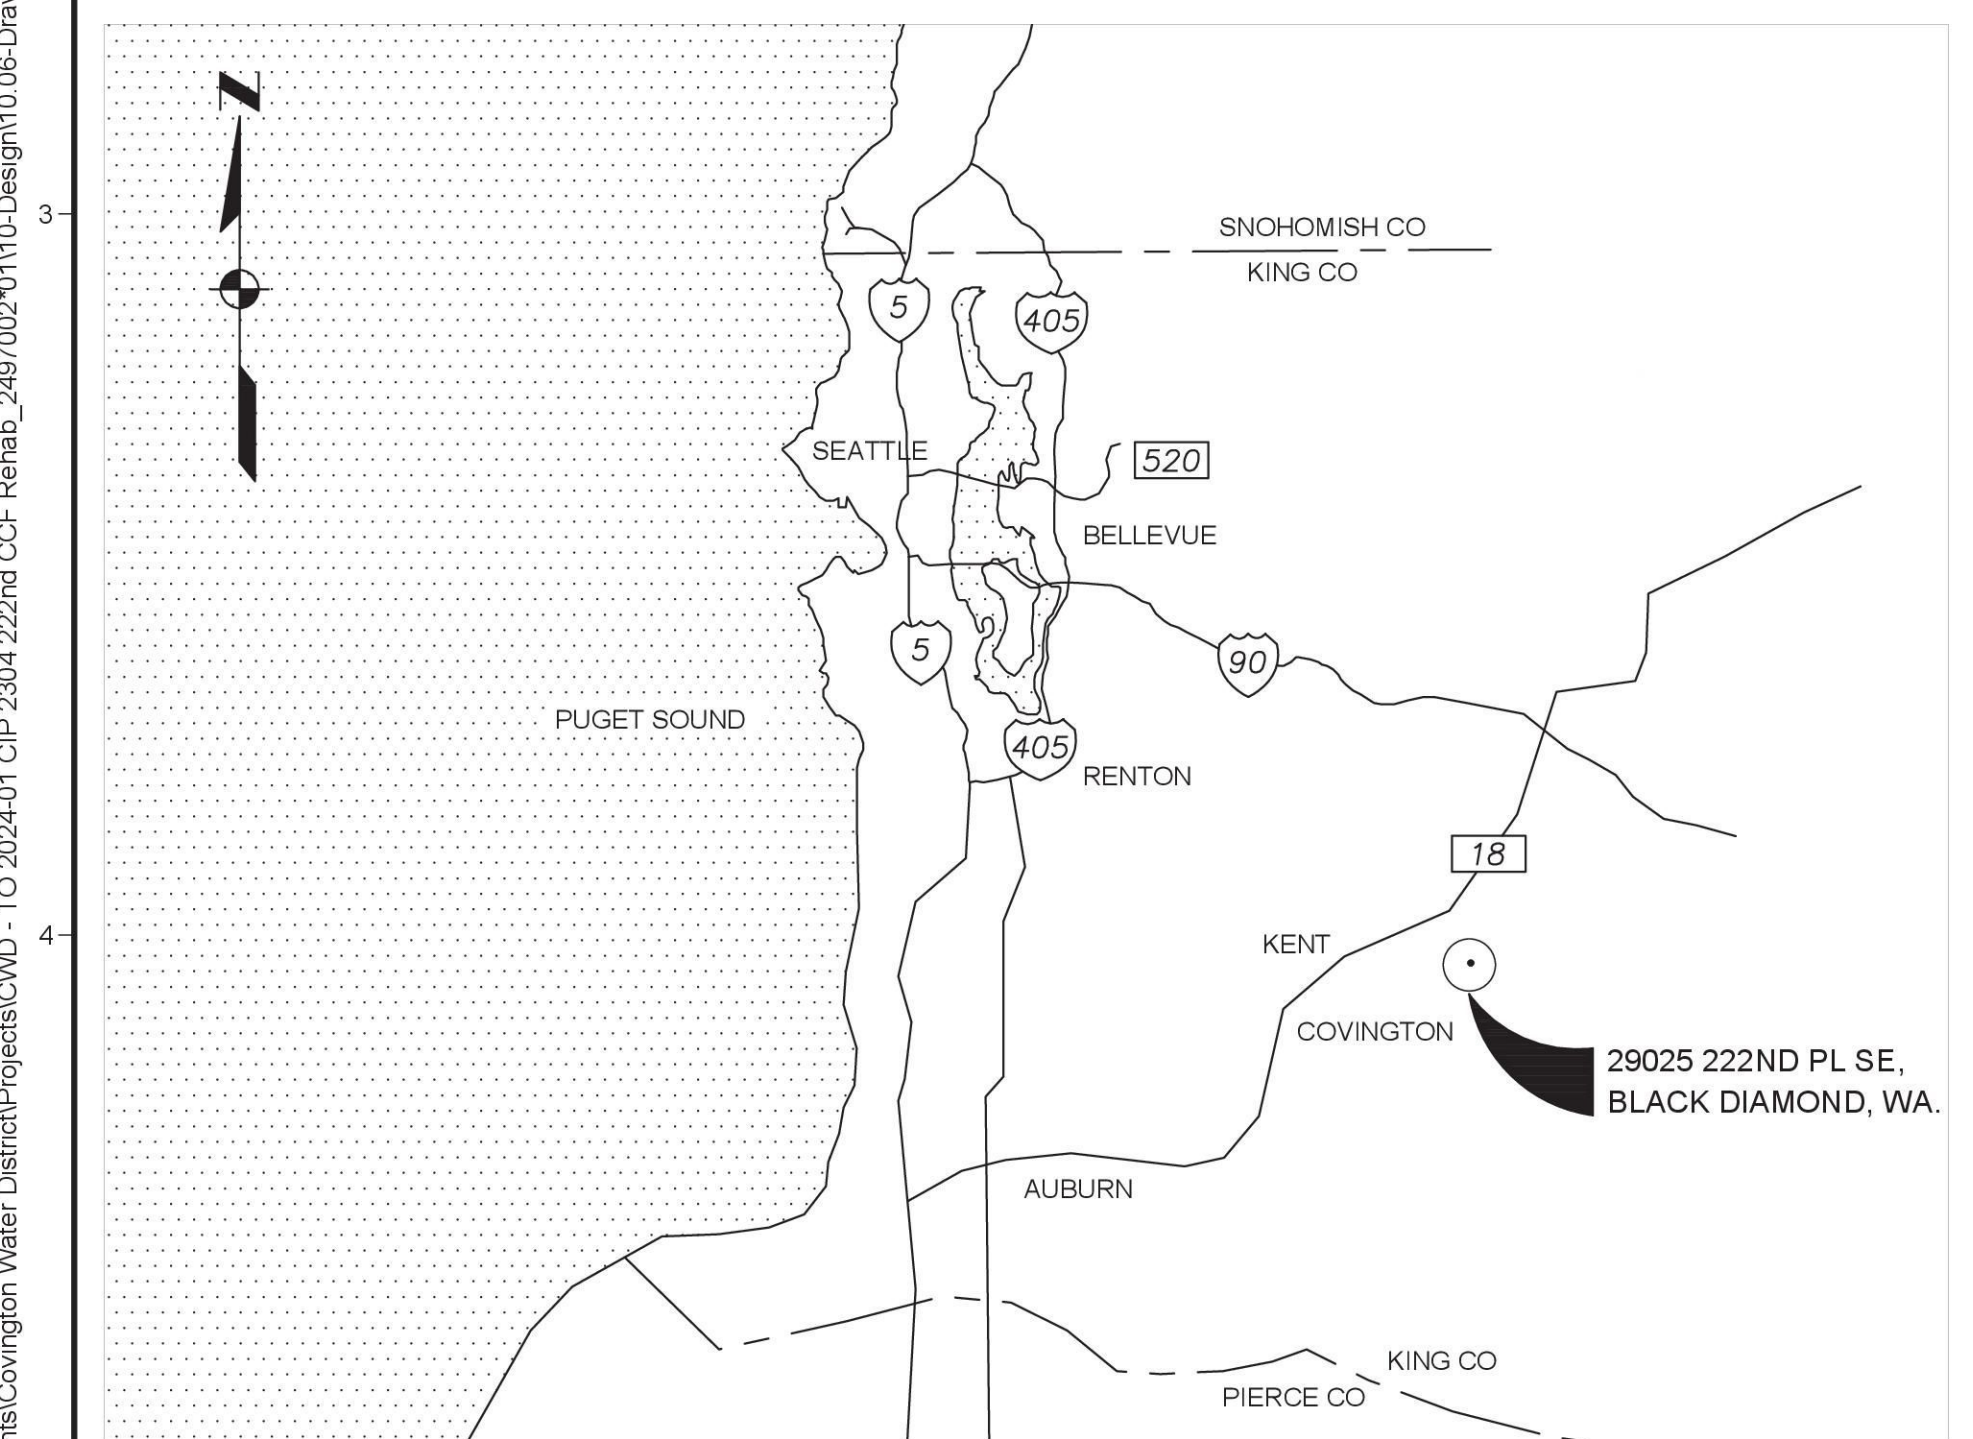 nts\Covington Water District\Projects\CWD - TO 2024-01 CIP 2304 222nd CCF Rehab_2497002*01\10-Design\10.06-Draw
N
3
SNOHOMISH CO
KING CO
5
405
SEATTLE
520
BELLEVUE
5
90
PUGET SOUND
405
RENTON
18
4
KENT
COVINGTON
29025 222ND PL SE,
BLACK DIAMOND, WA.
AUBURN
KING CO
PIERCE CO